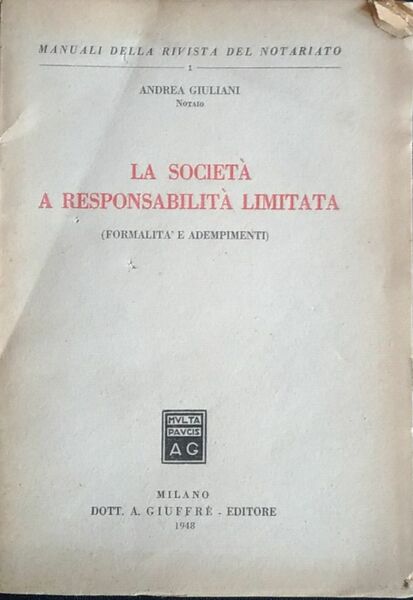 MANUALI DELLA RIVISTA DEL NOTARIATO
1
ANDREA GIULIANI
NOTAIO
LA SOCIETÀ
A RESPONSABILITÀ LIMITATA
(FORMALITA' E ADEMPIMENTI)
MVLTA
PAVCIS
AG
MILANO
DOTT. A. GIUFFRÈ - EDITORE
1948